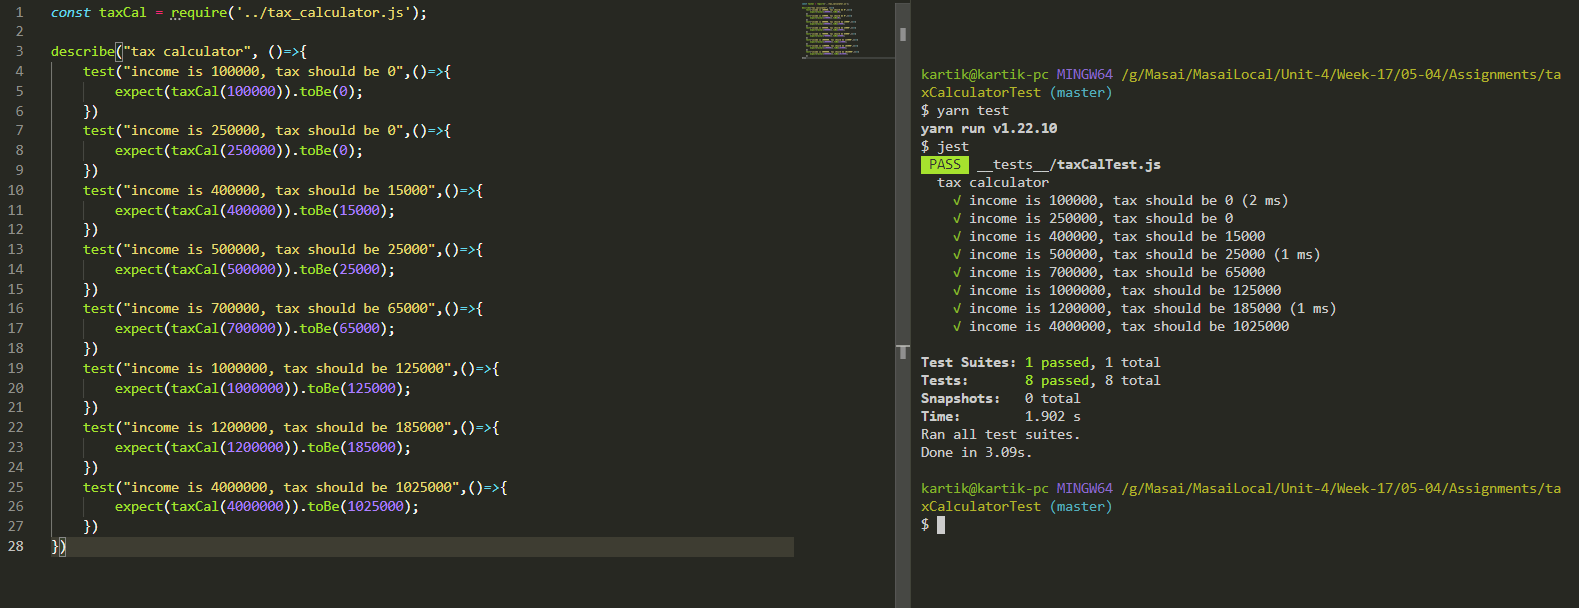 1 const taxCal = require('../tax_calculator.js');
2
3 describe("tax calculator", ()=>{
4 test("income is 100000, tax should be 0",()=>{
5 expect(taxCal(100000)).toBe(0);
6 })
7 test("income is 250000, tax should be 0",()=>{
8 expect(taxCal(250000)).toBe(0);
9 })
10 test("income is 400000, tax should be 15000",()=>{
11 expect(taxCal(400000)).toBe(15000);
12 })
13 test("income is 500000, tax should be 25000",()=>{
14 expect(taxCal(500000)).toBe(25000);
15 })
16 test("income is 700000, tax should be 65000",()=>{
17 expect(taxCal(700000)).toBe(65000);
18 })
19 test("income is 1000000, tax should be 125000",()=>{
20 expect(taxCal(1000000)).toBe(125000);
21 })
22 test("income is 1200000, tax should be 185000",()=>{
23 expect(taxCal(1200000)).toBe(185000);
24 })
25 test("income is 4000000, tax should be 1025000",()=>{
26 expect(taxCal(4000000)).toBe(1025000);
27 })
28 })
kartik@kartik-pc MINGW64 /g/Masai/MasaiLocal/Unit-4/Week-17/05-04/Assignments/ta
xCalculatorTest (master)
$ yarn test
yarn run v1.22.10
$ jest
PASS __tests__/taxCalTest.js
tax calculator
√ income is 100000, tax should be 0 (2 ms)
√ income is 250000, tax should be 0
√ income is 400000, tax should be 15000
√ income is 500000, tax should be 25000 (1 ms)
√ income is 700000, tax should be 65000
√ income is 1000000, tax should be 125000
√ income is 1200000, tax should be 185000 (1 ms)
√ income is 4000000, tax should be 1025000
Test Suites: 1 passed, 1 total
Tests: 8 passed, 8 total
Snapshots: 0 total
Time: 1.902 s
Ran all test suites.
Done in 3.09s.
kartik@kartik-pc MINGW64 /g/Masai/MasaiLocal/Unit-4/Week-17/05-04/Assignments/ta
xCalculatorTest (master)
$